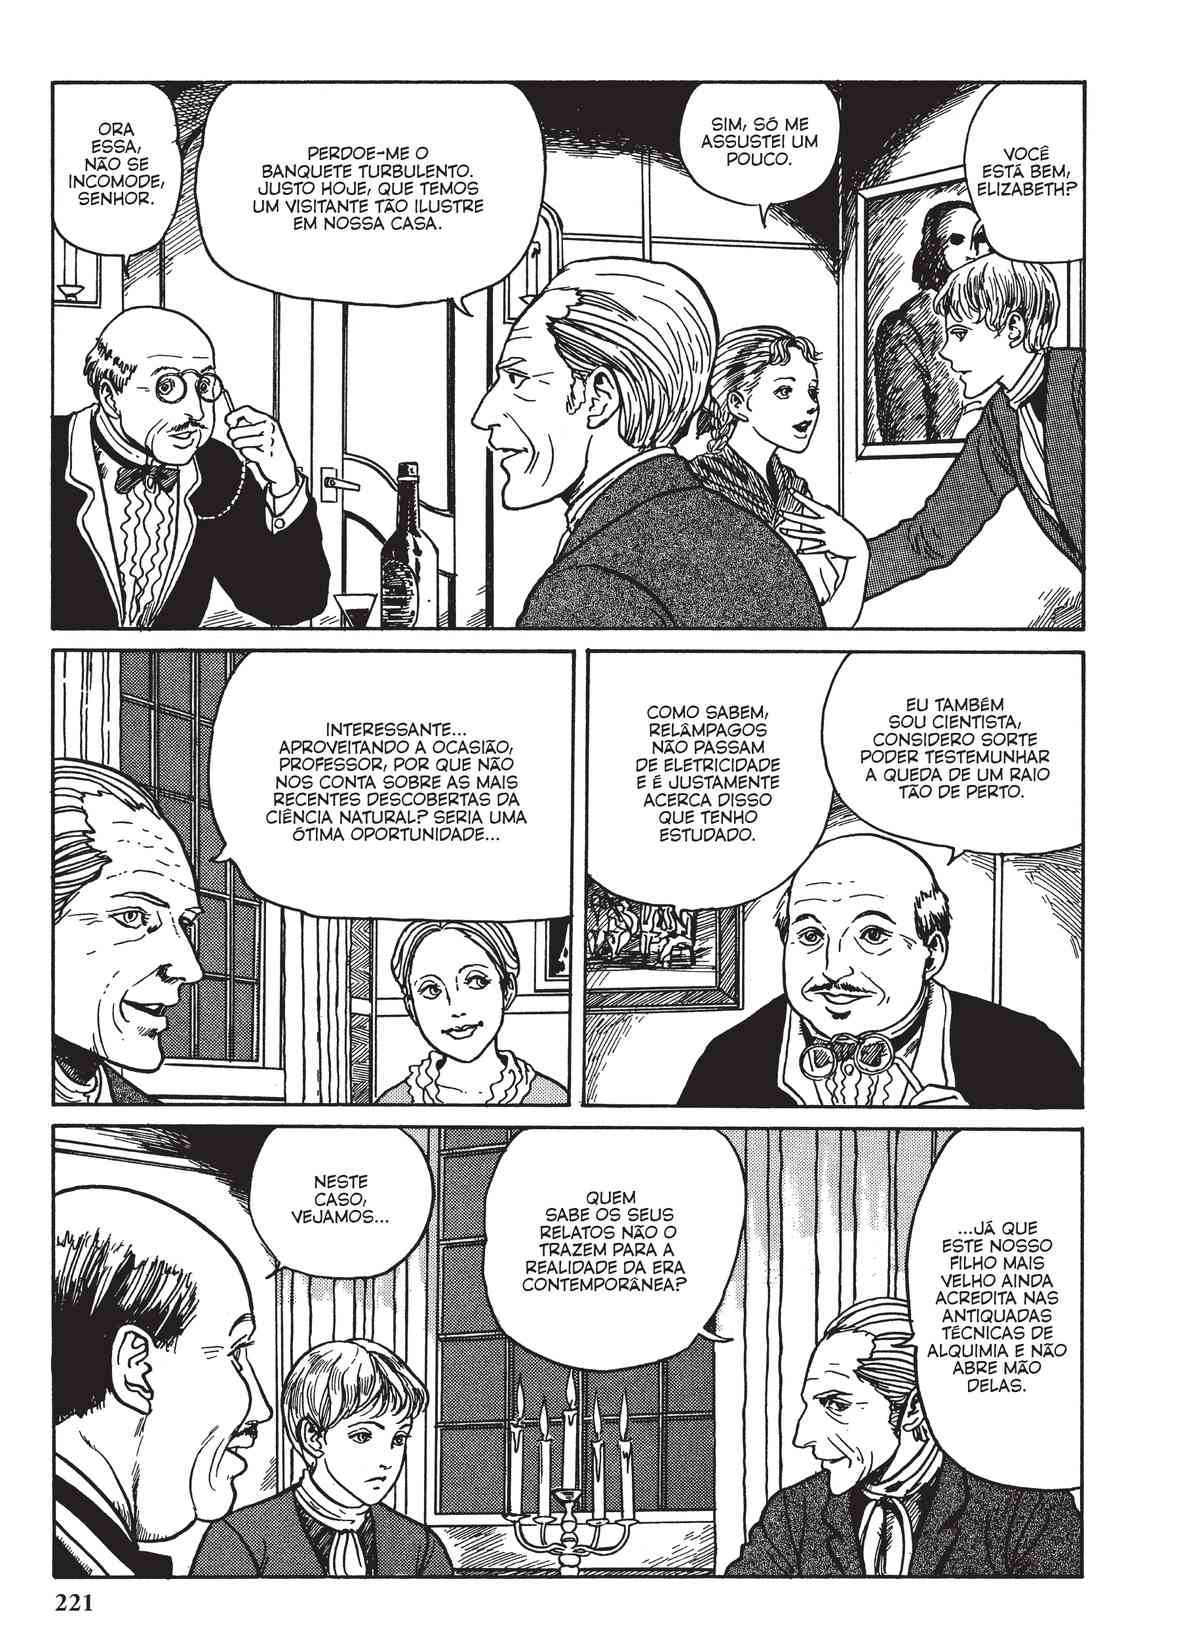 VOCÊ
ESTÁ BEM,
ELIZABETH?
SIM, SÓ ME
ASSUSTEI UM
POUCO.
PERDOE-ME O
BANQUETE TURBULENTO.
JUSTO HOJE, QUE TEMOS
UM VISITANTE TÃO ILUSTRE
EM NOSSA CASA.
ORA
ESSA,
NÃO SE
INCOMODE,
SENHOR.
EU TAMBÉM
SOU CIENTISTA,
CONSIDERO SORTE
PODER TESTEMUNHAR
A QUEDA DE UM RAIO
TÃO DE PERTO.
COMO SABEM,
RELÂMPAGOS
NÃO PASSAM
DE ELETRICIDADE
E É JUSTAMENTE
ACERCA DISSO
QUE TENHO
ESTUDADO.
INTERESSANTE...
APROVEITANDO A OCASIÃO,
PROFESSOR, POR QUE NÃO
NOS CONTA SOBRE AS MAIS
RECENTES DESCOBERTAS DA
CIÊNCIA NATURAL? SERIA UMA
ÓTIMA OPORTUNIDADE...
...JÁ QUE
ESTE NOSSO
FILHO MAIS
VELHO AINDA
ACREDITA NAS
ANTIQUADAS
TÉCNICAS DE
ALQUIMIA E NÃO
ABRE MÃO
DELAS.
QUEM
SABE OS SEUS
RELATOS NÃO O
TRAZEM PARA A
REALIDADE DA ERA
CONTEMPORÂNEA?
NESTE
CASO,
VEJAMOS...
221